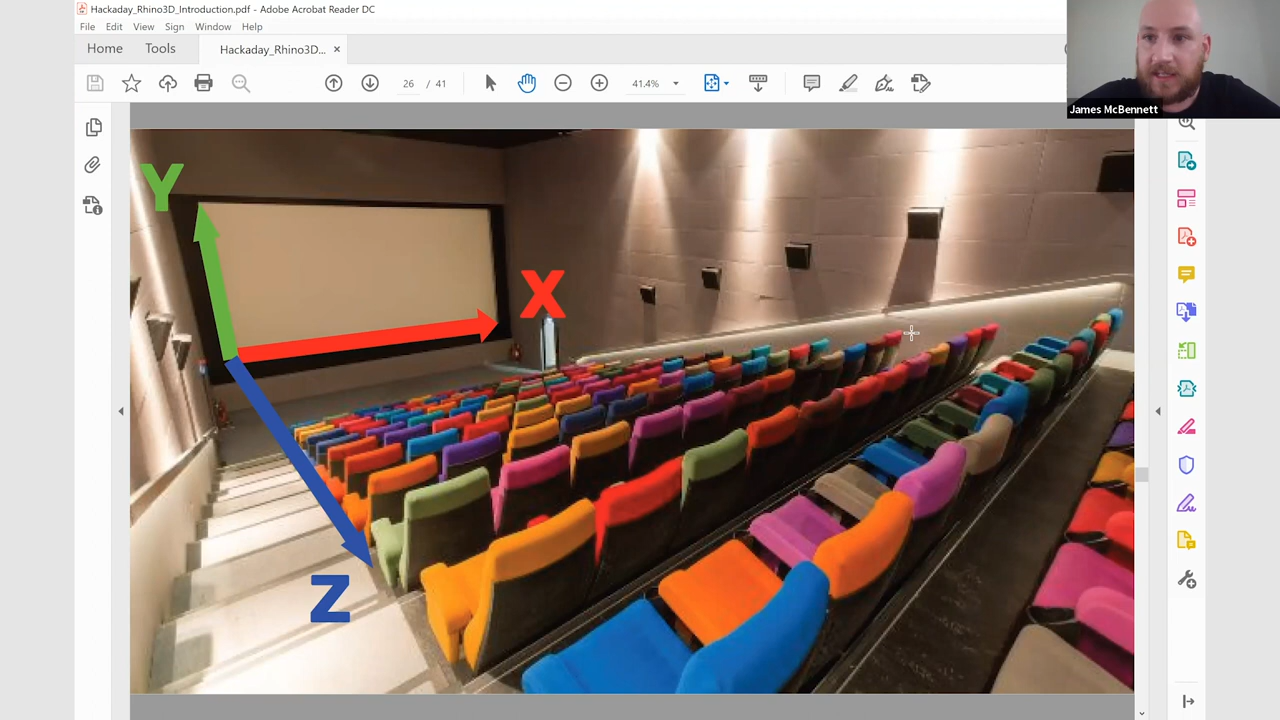 Hackaday_Rhino3D_Introduction.pdf - Adobe Acrobat Reader DC
File Edit View Sign Window Help
Home Tools Hackaday_Rhino3D... ×
26 / 41 41.4%
James McBennett
Y
X
Z